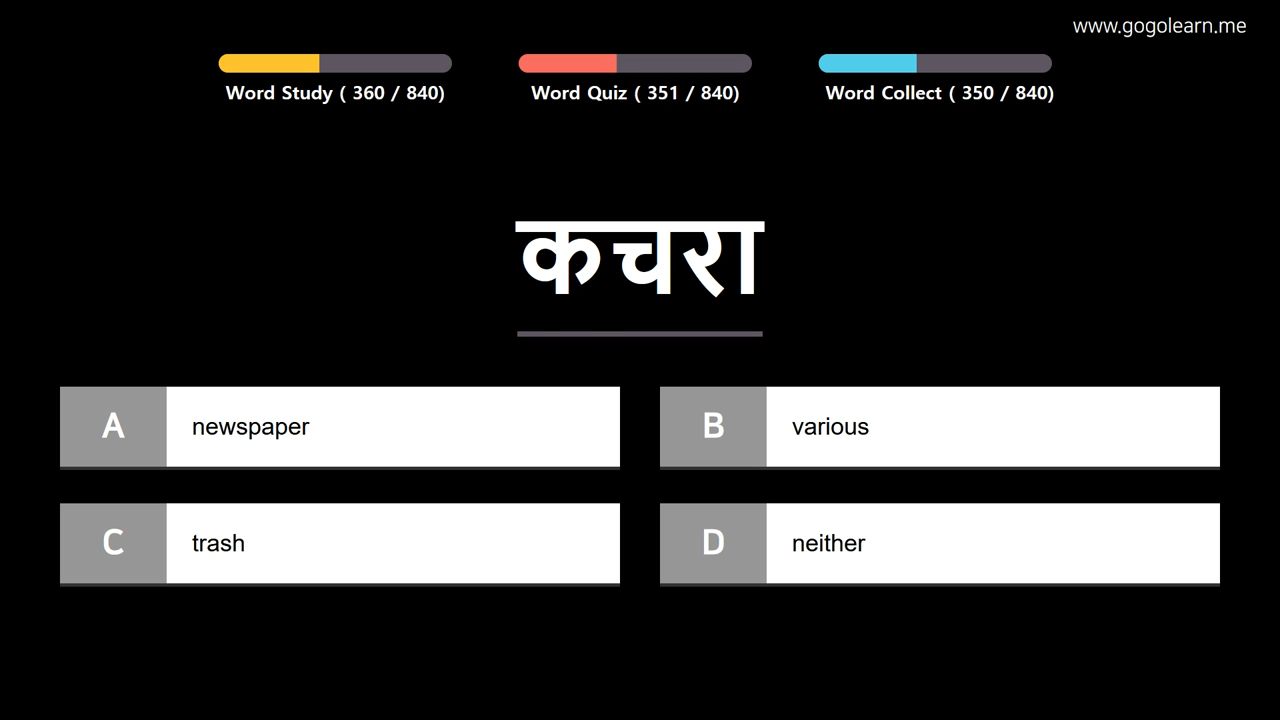 www.gogolearn.me
Word Study ( 360 / 840)
Word Quiz ( 351 / 840)
Word Collect ( 350 / 840)
कचरा
A newspaper
B various
C trash
D neither